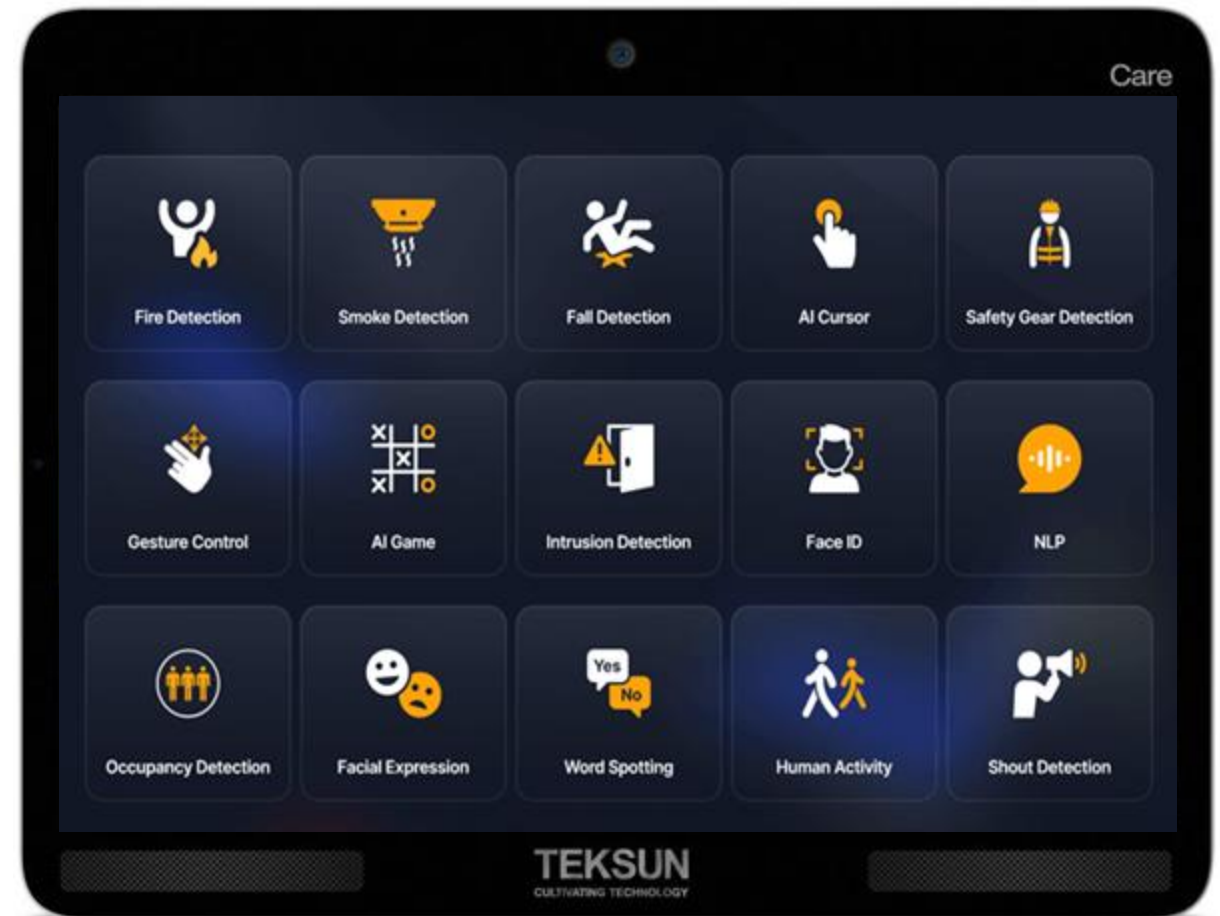 Care
Fire Detection
Smoke Detection
Fall Detection
AI Cursor
Safety Gear Detection
Gesture Control
X O
X
X O
AI Game
Intrusion Detection
Face ID
NLP
Occupancy Detection
Facial Expression
Yes
No
Word Spotting
Human Activity
Shout Detection
TEKSUN
CULTIVATING TECHNOLOGY